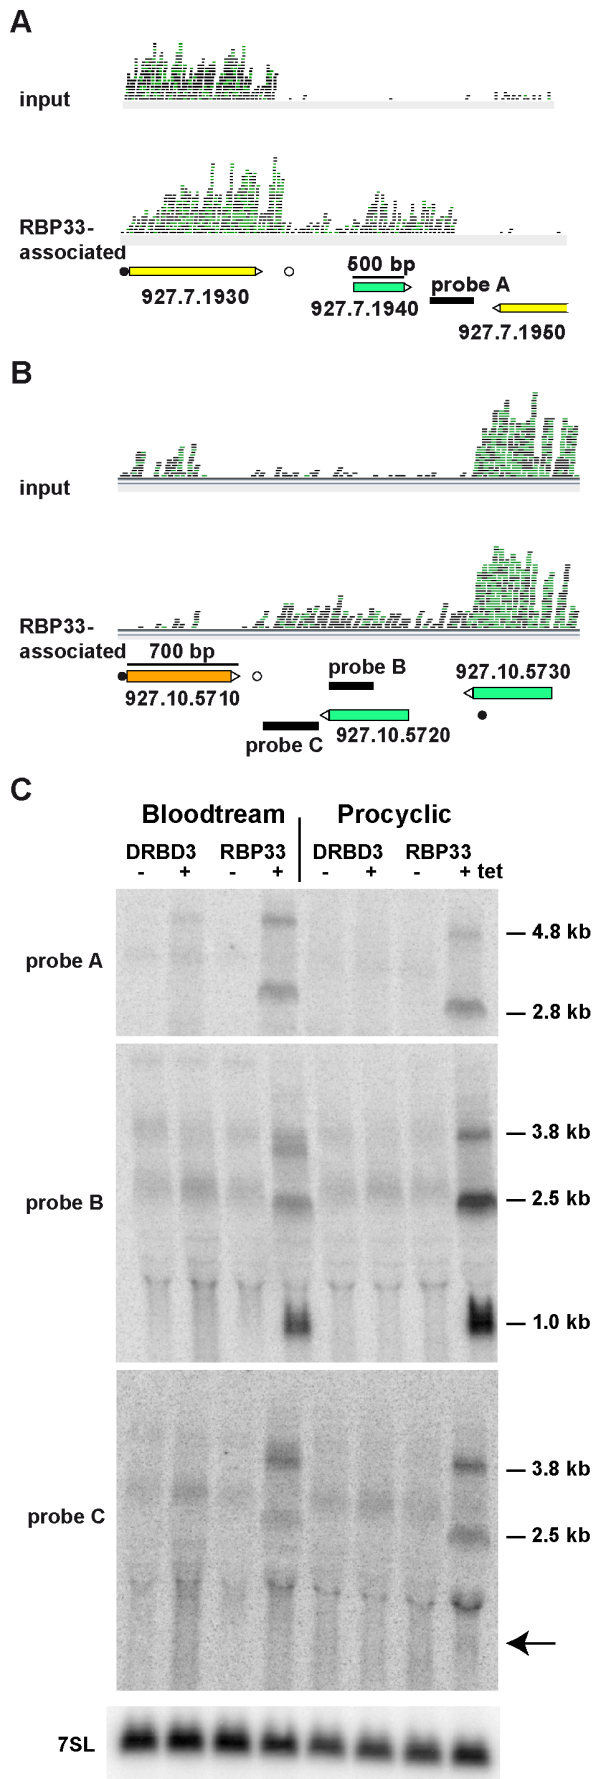 A
input
RBP33-
associated
500 bp
probe A
927.7.1930
927.7.1940
927.7.1950
B
input
RBP33-
associated
700 bp
probe B
927.10.5730
927.10.5710
probe C
927.10.5720
C
Bloodtream Procyclic
DRBD3 RBP33 DRBD3 RBP33
- + - + - + - + tet
probe A
4.8 kb
2.8 kb
probe B
3.8 kb
2.5 kb
1.0 kb
probe C
3.8 kb
2.5 kb
7SL